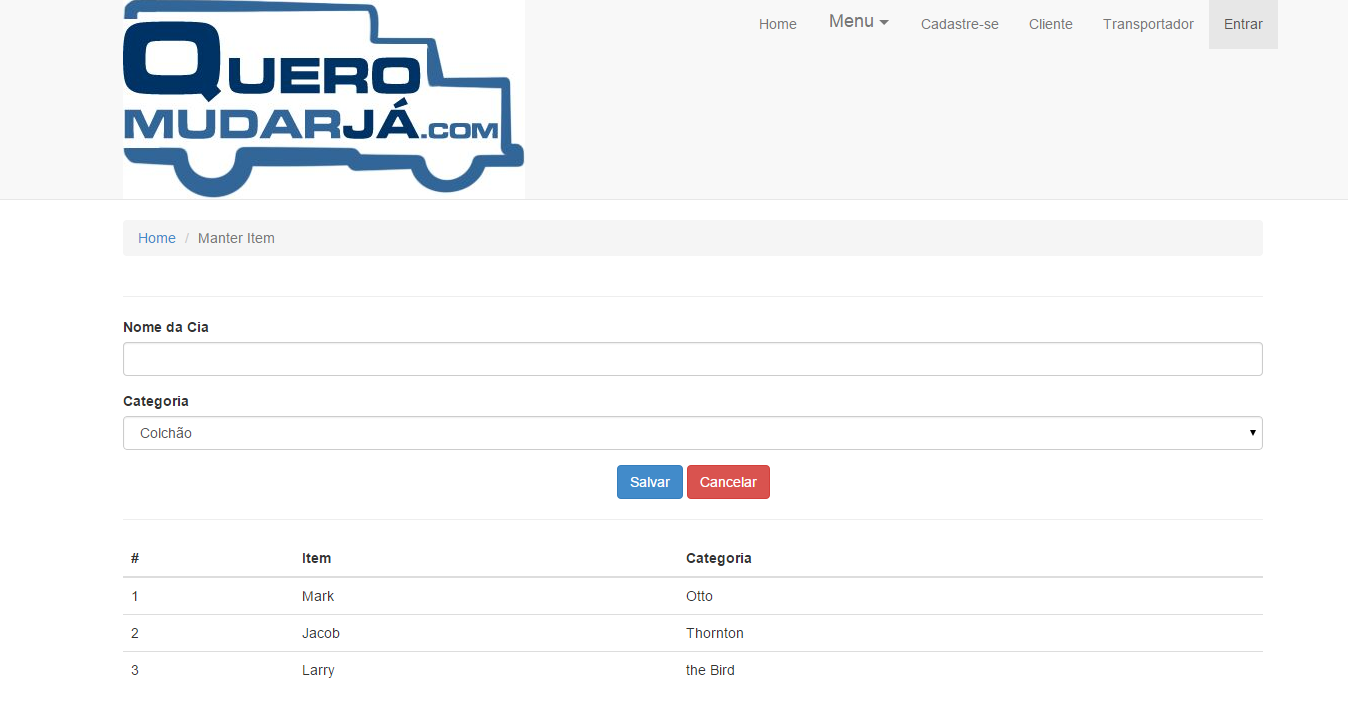 QUERO
MUDARJÁ.COM
Home Menu Cadastre-se Cliente Transportador Entrar
Home / Manter Item
Nome da Cia
Categoria
Colchão
Salvar Cancelar
# Item Categoria
1 Mark Otto
2 Jacob Thornton
3 Larry the Bird